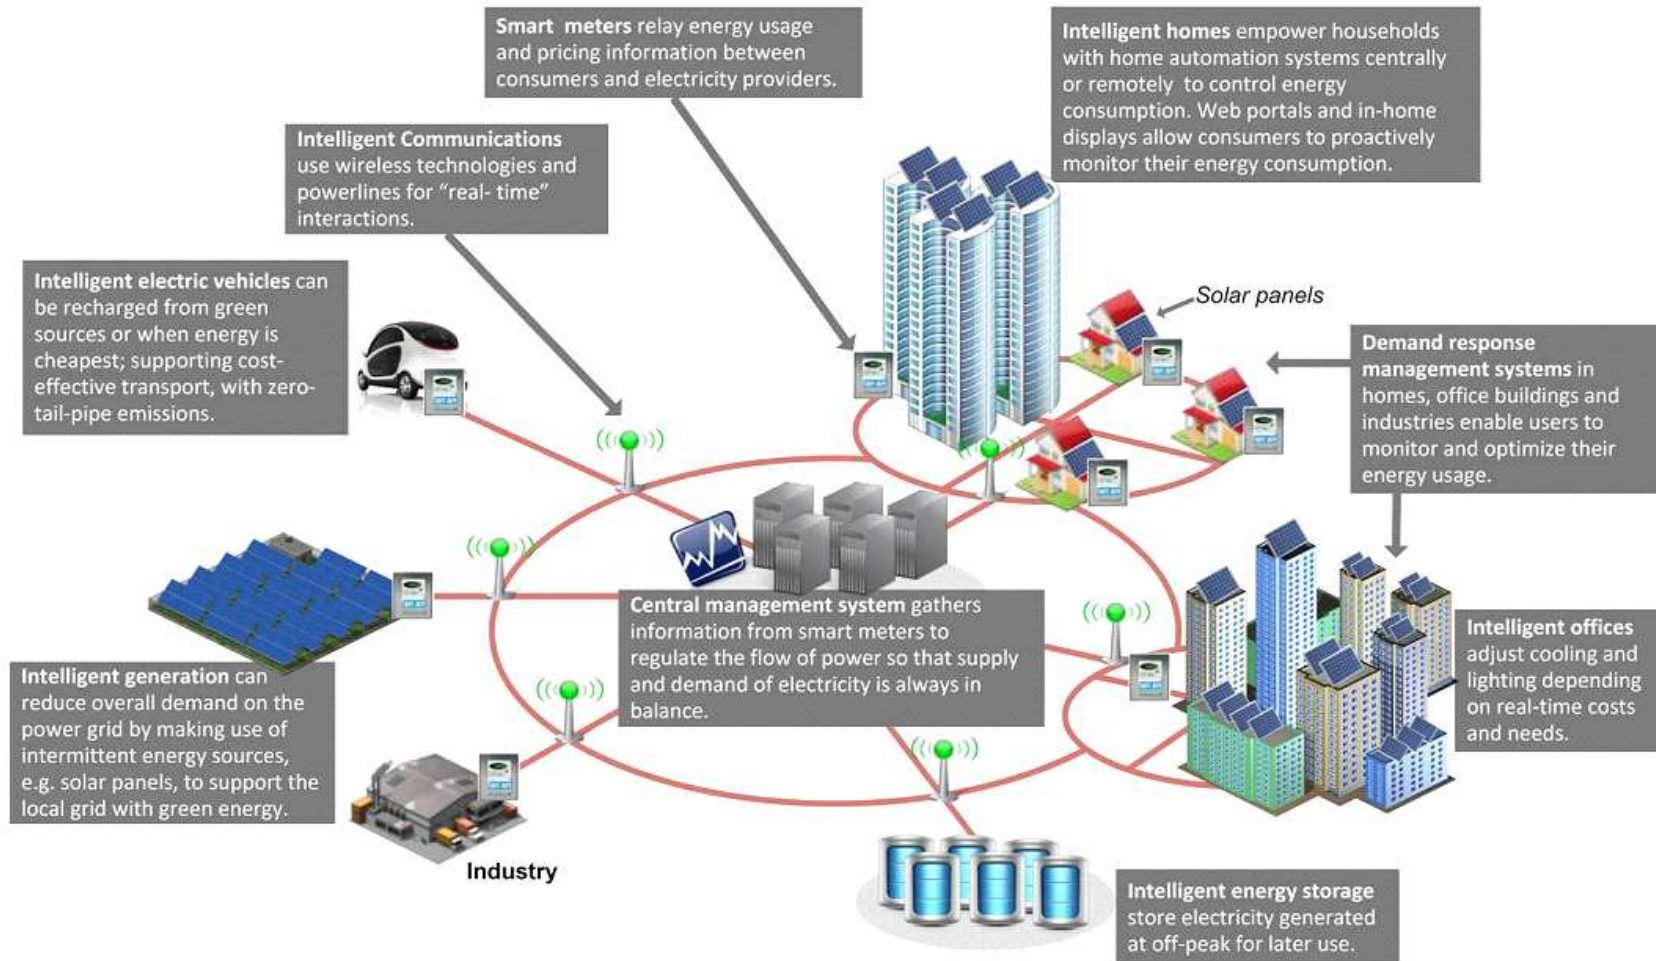 Smart meters relay energy usage
and pricing information between
consumers and electricity providers.
Intelligent homes empower households
with home automation systems centrally
or remotely to control energy
consumption. Web portals and in-home
displays allow consumers to proactively
monitor their energy consumption.
Intelligent Communications
use wireless technologies and
powerlines for “real- time”
interactions.
Intelligent electric vehicles can
be recharged from green
sources or when energy is
cheapest; supporting cost-
effective transport, with zero-
tail-pipe emissions.
Solar panels
Demand response
management systems in
homes, office buildings and
industries enable users to
monitor and optimize their
energy usage.
Central management system gathers
information from smart meters to
regulate the flow of power so that supply
and demand of electricity is always in
balance.
Intelligent offices
adjust cooling and
lighting depending
on real-time costs
and needs.
Intelligent generation can
reduce overall demand on the
power grid by making use of
intermittent energy sources,
e.g. solar panels, to support the
local grid with green energy.
Industry
Intelligent energy storage
store electricity generated
at off-peak for later use.